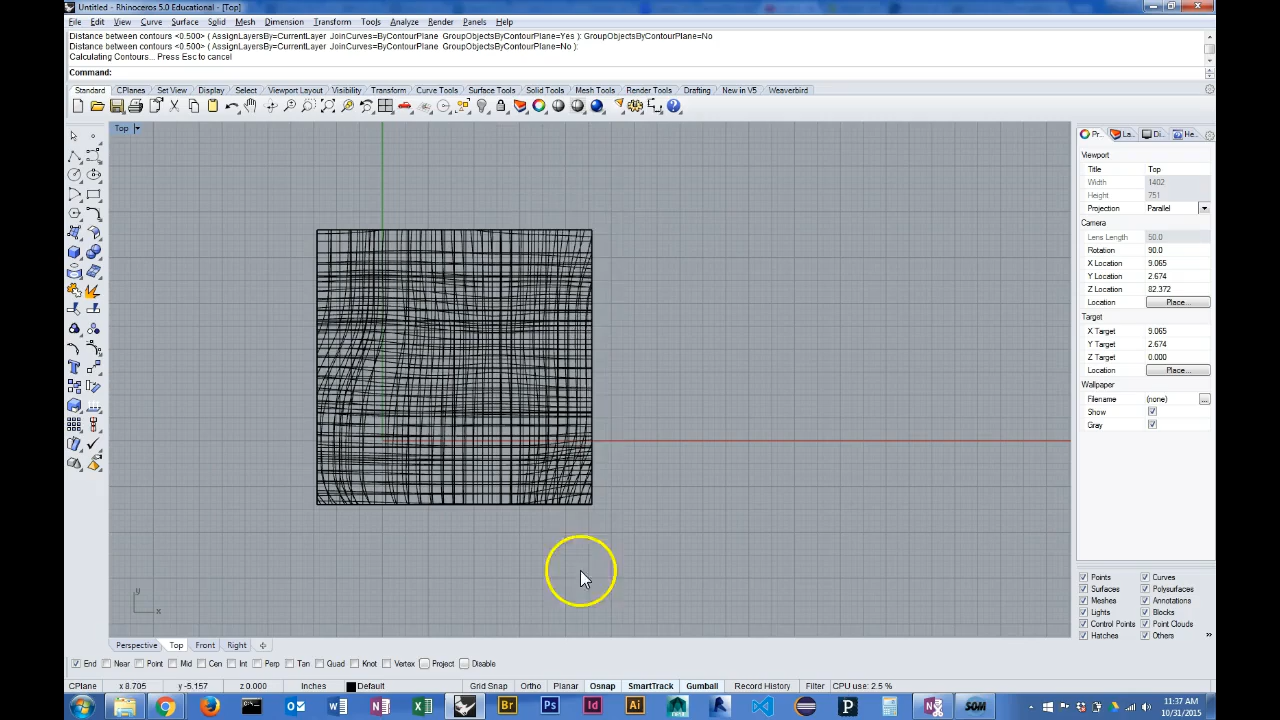 Untitled - Rhinoceros 5.0 Educational - [Top]
File Edit View Curve Surface Solid Mesh Dimension Transform Tools Analyze Render Panels Help
Distance between contours <0.500> ( AssignLayersBy=CurrentLayer JoinCurves=ByContourPlane GroupObjectsByContourPlane=Yes ): GroupObjectsByContourPlane=No
Distance between contours <0.500> ( AssignLayersBy=CurrentLayer JoinCurves=ByContourPlane GroupObjectsByContourPlane=No ):
Calculating Contours... Press Esc to cancel
Command:
Standard CPlanes Set View Display Select Viewport Layout Visibility Transform Curve Tools Surface Tools Solid Tools Mesh Tools Render Tools Drafting New in V5 Weaverbird
Top
Pr... La... Di... He
Viewport
Title Top
Width 1402
Height 751
Projection Parallel
Camera
Lens Length 50.0
Rotation 90.0
X Location 9.065
Y Location 2.674
Z Location 82.372
Location Place...
Target
X Target 9.065
Y Target 2.674
Z Target 0.000
Location Place...
Wallpaper
Filename (none) ...
Show
Gray
y
x
Points Curves
Surfaces Polysurfaces
Meshes Annotations
Lights Blocks
Control Points Point Clouds
Hatches Others »
Perspective Top Front Right
End Near Point Mid Cen Int Perp Tan Quad Knot Vertex Project Disable
CPlane x 8.705 y -5.157 z 0.000 Inches Default Grid Snap Ortho Planar Osnap SmartTrack Gumball Record History Filter CPU use: 2.5 %
Br Ps Id Ai P SOM
11:37 AM
10/31/2015